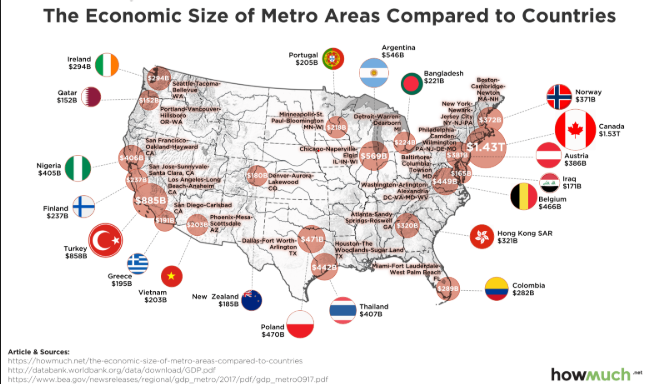 The Economic Size of Metro Areas Compared to Countries
Ireland
$294B
Qatar
$152B
Nigeria
$405B
Finland
$237B
Turkey
$858B
Greece
$195B
Vietnam
$203B
New Zealand
$185B
Poland
$470B
Thailand
$407B
Colombia
$282B
Hong Kong SAR
$321B
Belgium
$466B
Iraq
$171B
Austria
$386B
Canada
$1.53T
Norway
$371B
Bangladesh
$221B
Argentina
$546B
Portugal
$205B
$294B
Seattle-Tacoma-
Bellevue
WA
Portland-Vancouver-
Hillsboro
OR-WA
$406B
San Francisco-
Oakland-Hayward
CA
San Jose-Sunnyvale-
Santa Clara, CA
$885B
Los Angeles-Long
Beach-Anaheim
CA
$191B
San Diego-Carlsbad
CA
$203B
Phoenix-Mesa-
Scottsdale
AZ
$180B
Denver-Aurora-
Lakewood
CO
$471B
Dallas-Fort Worth-
Arlington
TX
$442B
Houston-The
Woodlands-Sugar Land
TX
Minneapolis-St
Paul-Bloomington
MN-WI
Chicago-Naperville-
Elgin
IL-IN-WI
$569B
Detroit-Warren-
Dearborn
MI
$372B
Boston-
Cambridge-
Newton
MA-NH
$1.43T
New York-
Newark-
Jersey City
NY-NJ-PA
Philadelphia-
Camden-
Wilmington
PA-NJ-DE-MD
Baltimore-
Columbia-
Towson
MD
$449B
Washington-Arlington-
Alexandria
DC-VA-MD-WV
$320B
Atlanta-Sandy
Springs-Roswell
GA
$289B
Miami-Fort Lauderdale-
West Palm Beach
FL
Article & Sources:
https://howmuch.net/the-economic-size-of-metro-areas-compared-to-countries
http://databank.worldbank.org/data/download/GDP.pdf
https://www.bea.gov/newsreleases/regional/gdp_metro/2017/pdf/gdp_metro0917.pdf
howmuch.net